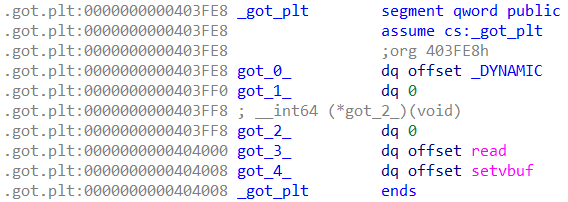 .got.plt:0000000000403FE8 _got_plt segment qword public
.got.plt:0000000000403FE8 assume cs:_got_plt
.got.plt:0000000000403FE8 ;org 403FE8h
.got.plt:0000000000403FE8 got_0_ dq offset _DYNAMIC
.got.plt:0000000000403FF0 got_1_ dq 0
.got.plt:0000000000403FF8 ; __int64 (*got_2_)(void)
.got.plt:0000000000403FF8 got_2_ dq 0
.got.plt:0000000000404000 got_3_ dq offset read
.got.plt:0000000000404008 got_4_ dq offset setvbuf
.got.plt:0000000000404008 _got_plt ends